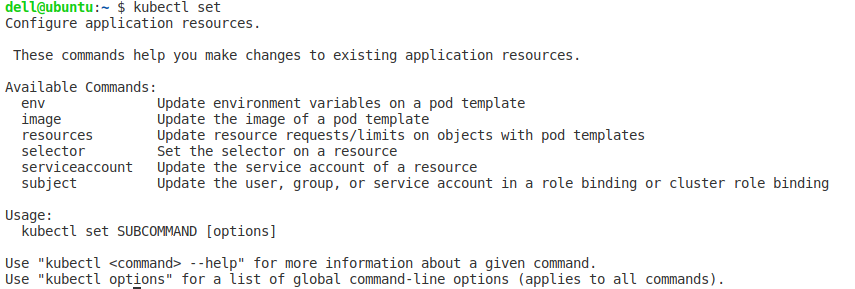 dell@ubuntu:~ $ kubectl set
Configure application resources.
These commands help you make changes to existing application resources.
Available Commands:
env Update environment variables on a pod template
image Update the image of a pod template
resources Update resource requests/limits on objects with pod templates
selector Set the selector on a resource
serviceaccount Update the service account of a resource
subject Update the user, group, or service account in a role binding or cluster role binding
Usage:
kubectl set SUBCOMMAND [options]
Use "kubectl <command> --help" for more information about a given command.
Use "kubectl options" for a list of global command-line options (applies to all commands).